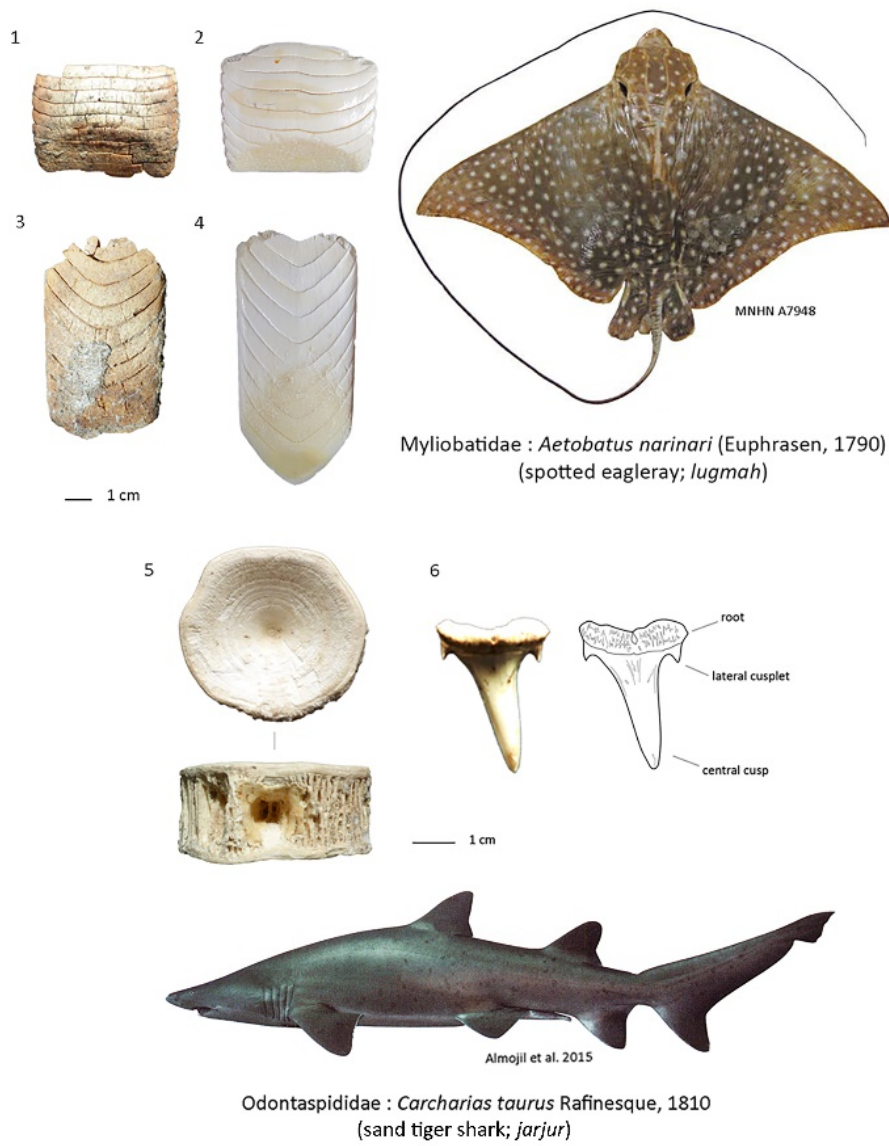 1
2
3
4
MNHN A7948
Myliobatidae : Aetobatus narinari (Euphrasen, 1790)
(spotted eagleray; lugmah)
1 cm
5
6
root
lateral cusplet
central cusp
1 cm
Almojil et al. 2015
Odontaspididae : Carcharias taurus Rafinesque, 1810
(sand tiger shark; jarjur)